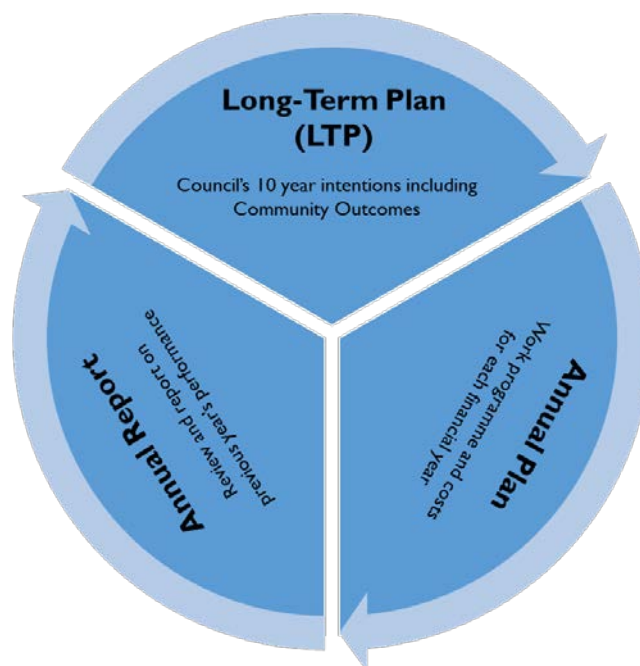 Long-Term Plan
(LTP)
Council's 10 year intentions including
Community Outcomes
Annual Plan
Work programme and costs
for each financial year
Annual Report
Review and report on
previous year's performance